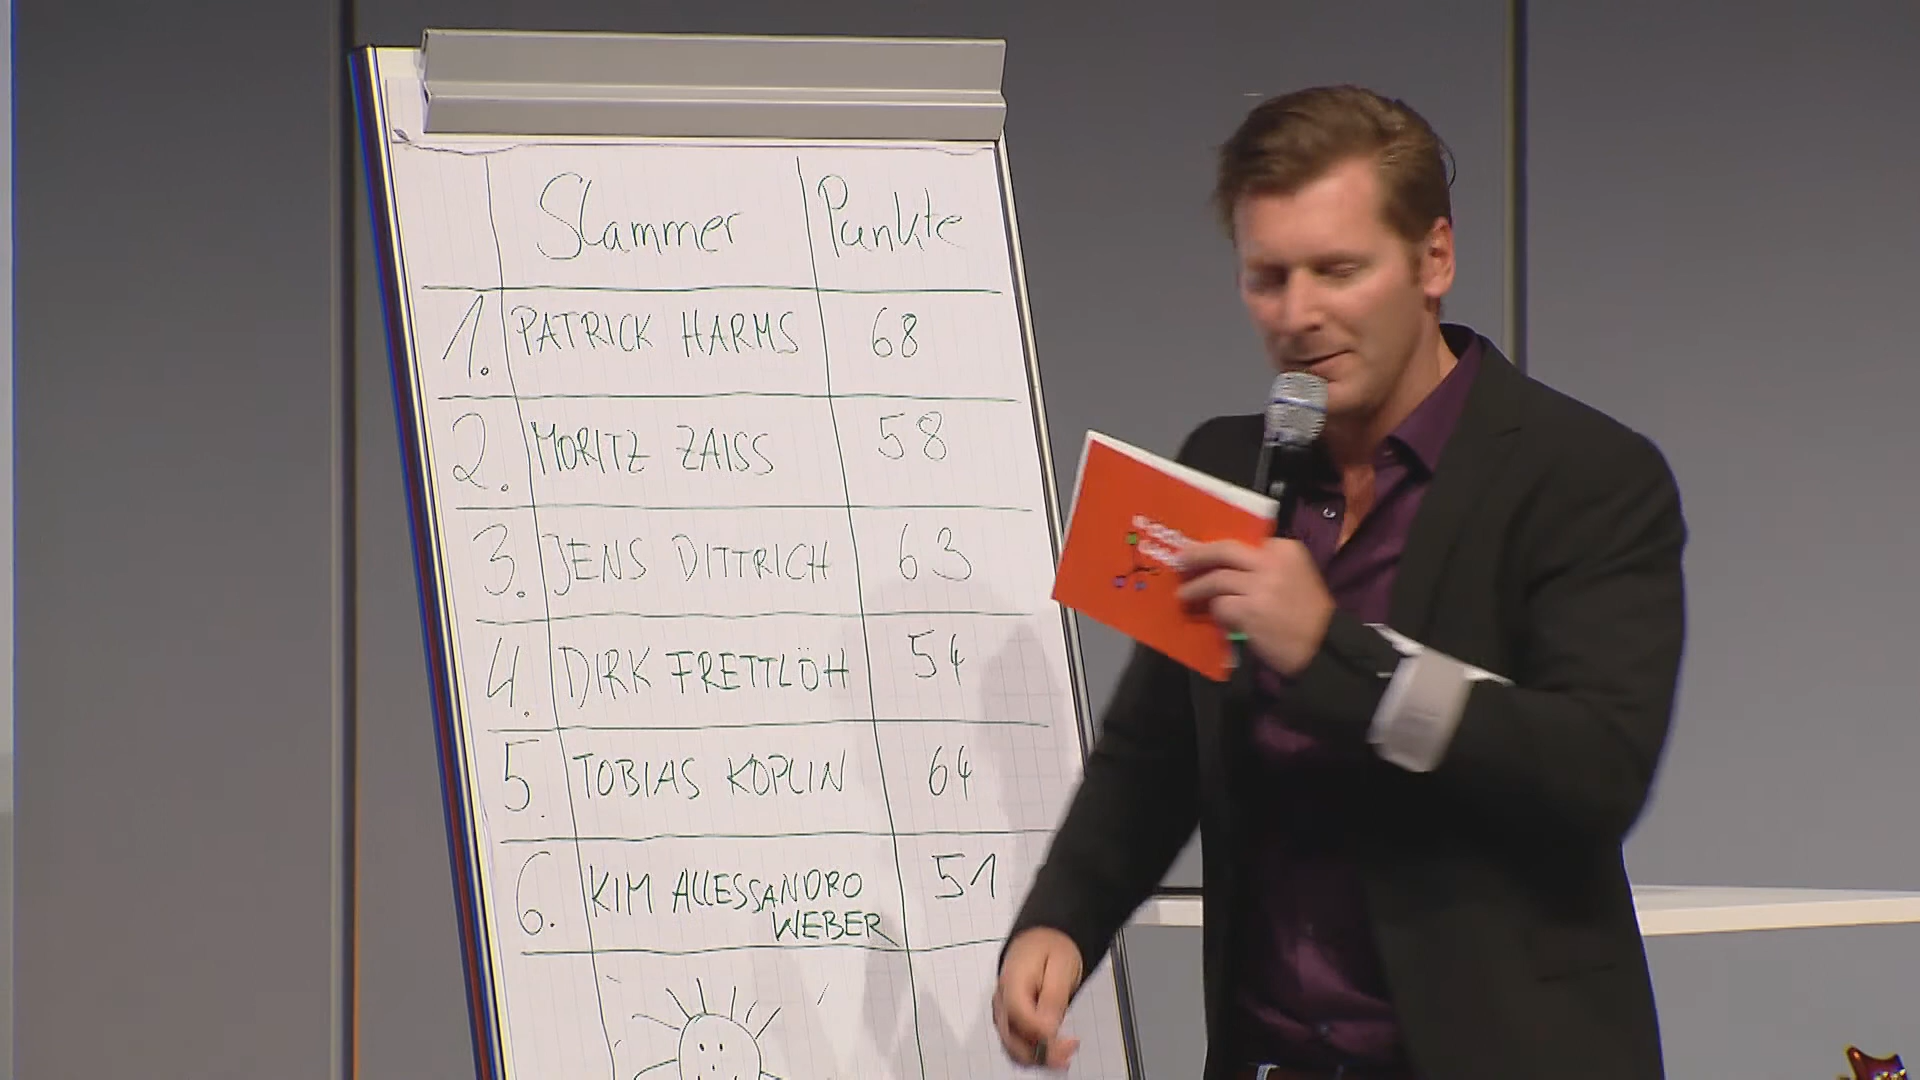 Slammer Punkte
1. PATRICK HARMS 68
2. MORITZ ZAISS 58
3. JENS DITTRICH 63
4. DIRK FRETTLÖH 54
5. TOBIAS KOPLIN 64
6. KIM ALLESSANDRO 51
WEBER